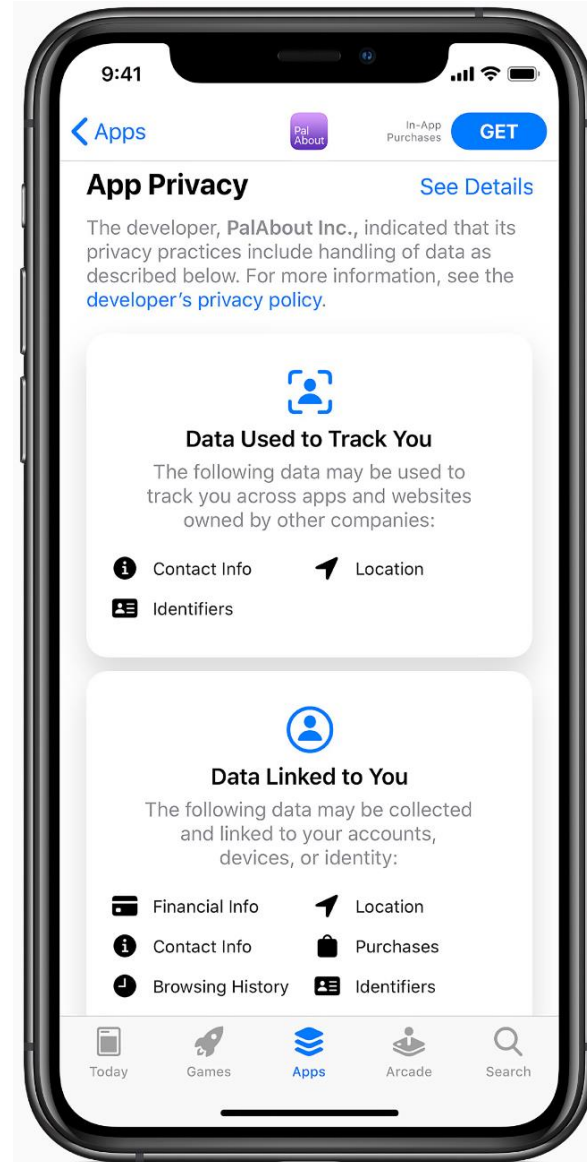 9:41
Apps
Pal
About
In-App
Purchases
GET
App Privacy
See Details
The developer, PalAbout Inc., indicated that its
privacy practices include handling of data as
described below. For more information, see the
developer’s privacy policy.
Data Used to Track You
The following data may be used to
track you across apps and websites
owned by other companies:
Contact Info
Location
Identifiers
Data Linked to You
The following data may be collected
and linked to your accounts,
devices, or identity:
Financial Info
Location
Contact Info
Purchases
Browsing History
Identifiers
Today
Games
Apps
Arcade
Search